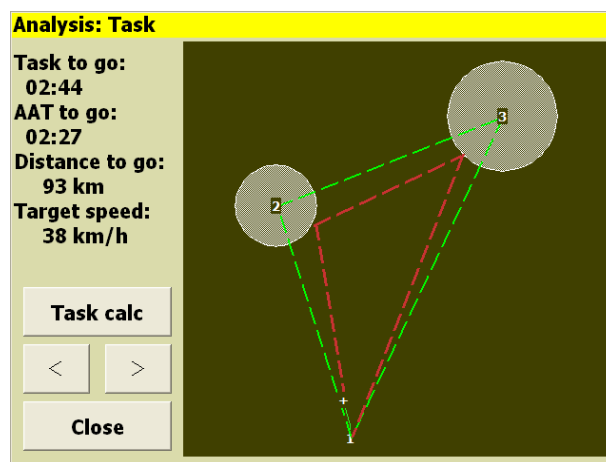 Analysis: Task
Task to go:
02:44
AAT to go:
02:27
Distance to go:
93 km
Target speed:
38 km/h
Task calc
<
>
Close
3
2
+
1